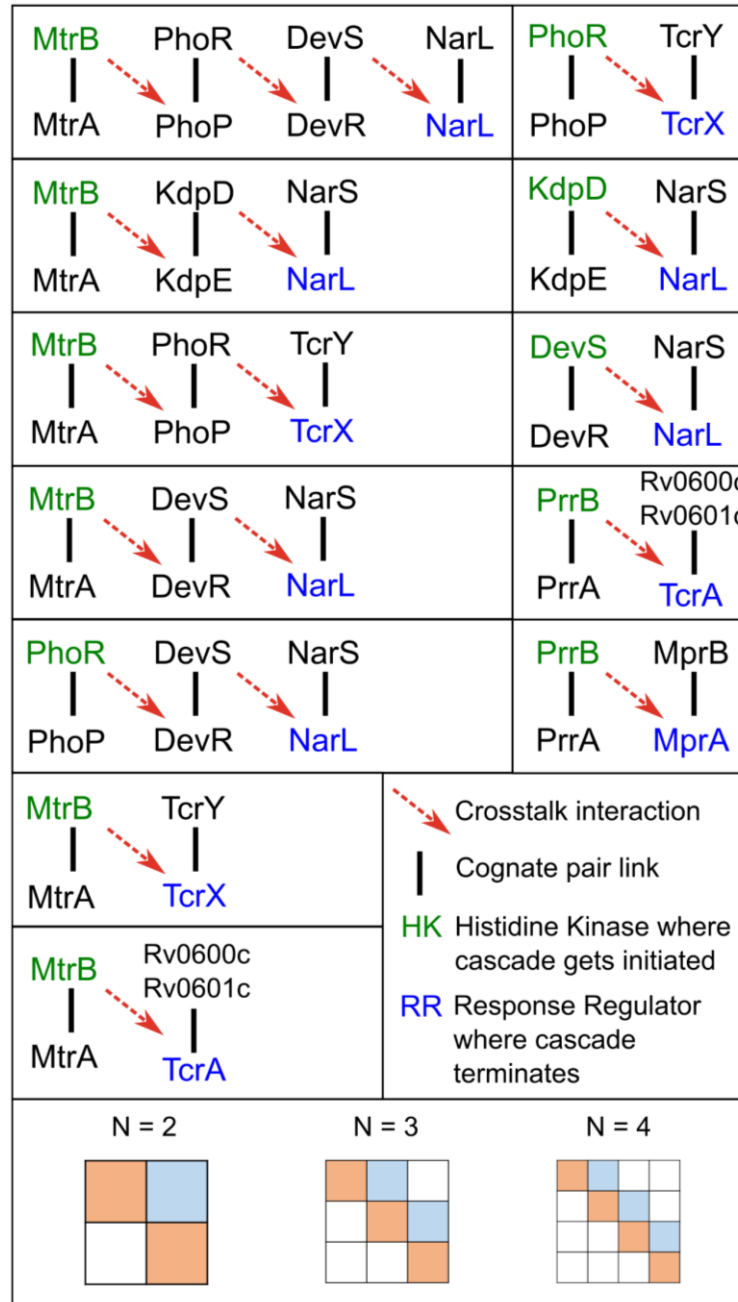 MtrB PhoR DevS NarL
MtrA PhoP DevR NarL
PhoR TcrY
PhoP TcrX
MtrB KdpD NarS
MtrA KdpE NarL
KdpD NarS
KdpE NarL
MtrB PhoR TcrY
MtrA PhoP TcrX
DevS NarS
DevR NarL
MtrB DevS NarS
MtrA DevR NarL
Rv0600c
PrrB Rv0601c
PrrA TcrA
PhoR DevS NarS
PhoP DevR NarL
PrrB MprB
PrrA MprA
MtrB TcrY
MtrA TcrX
Rv0600c
MtrB Rv0601c
MtrA TcrA
Crosstalk interaction
Cognate pair link
HK Histidine Kinase where
cascade gets initiated
RR Response Regulator
where cascade
terminates
N = 2 N = 3 N = 4